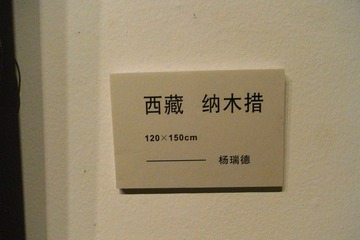 西藏 纳木措
120×150cm
——— 杨瑞德